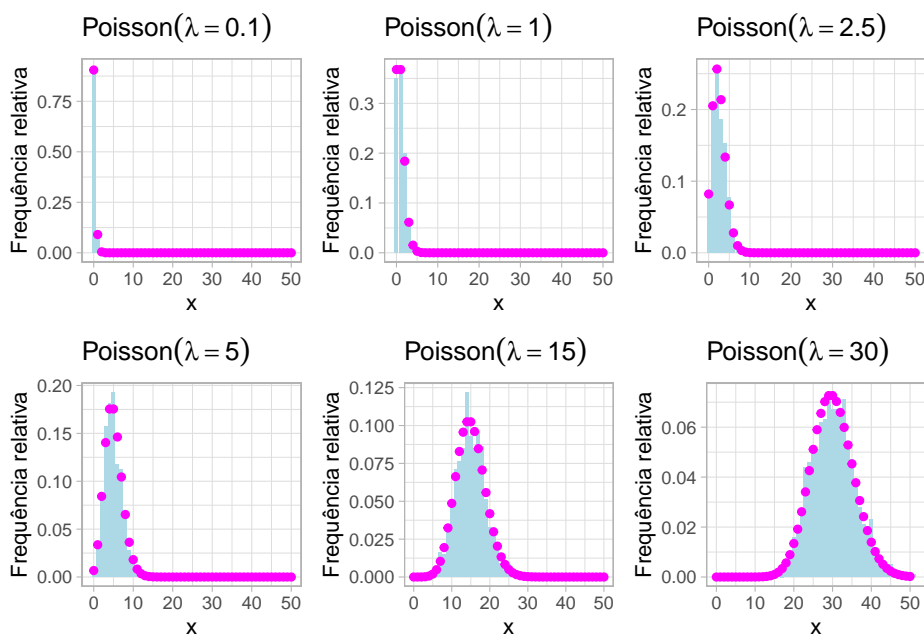 Poisson(λ = 0.1)
Frequência relativa
0.75
0.50
0.25
0.00
0 10 20 30 40 50
x
Poisson(λ = 1)
Frequência relativa
0.3
0.2
0.1
0.0
0 10 20 30 40 50
x
Poisson(λ = 2.5)
Frequência relativa
0.2
0.1
0.0
0 10 20 30 40 50
x
Poisson(λ = 5)
Frequência relativa
0.20
0.15
0.10
0.05
0.00
0 10 20 30 40 50
x
Poisson(λ = 15)
Frequência relativa
0.125
0.100
0.075
0.050
0.025
0.000
0 10 20 30 40 50
x
Poisson(λ = 30)
Frequência relativa
0.06
0.04
0.02
0.00
0 10 20 30 40 50
x